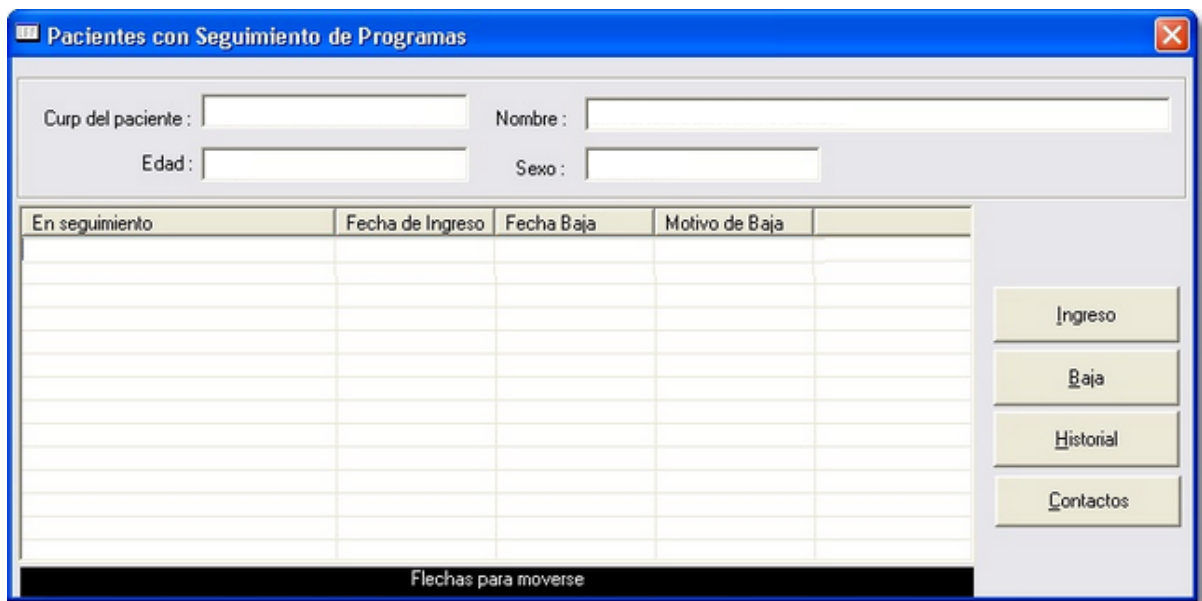 Pacientes con Seguimiento de Programas
Curp del paciente : Nombre :
Edad : Sexo :
En seguimiento Fecha de Ingreso Fecha Baja Motivo de Baja
Ingreso
Baja
Historial
Contactos
Flechas para moverse